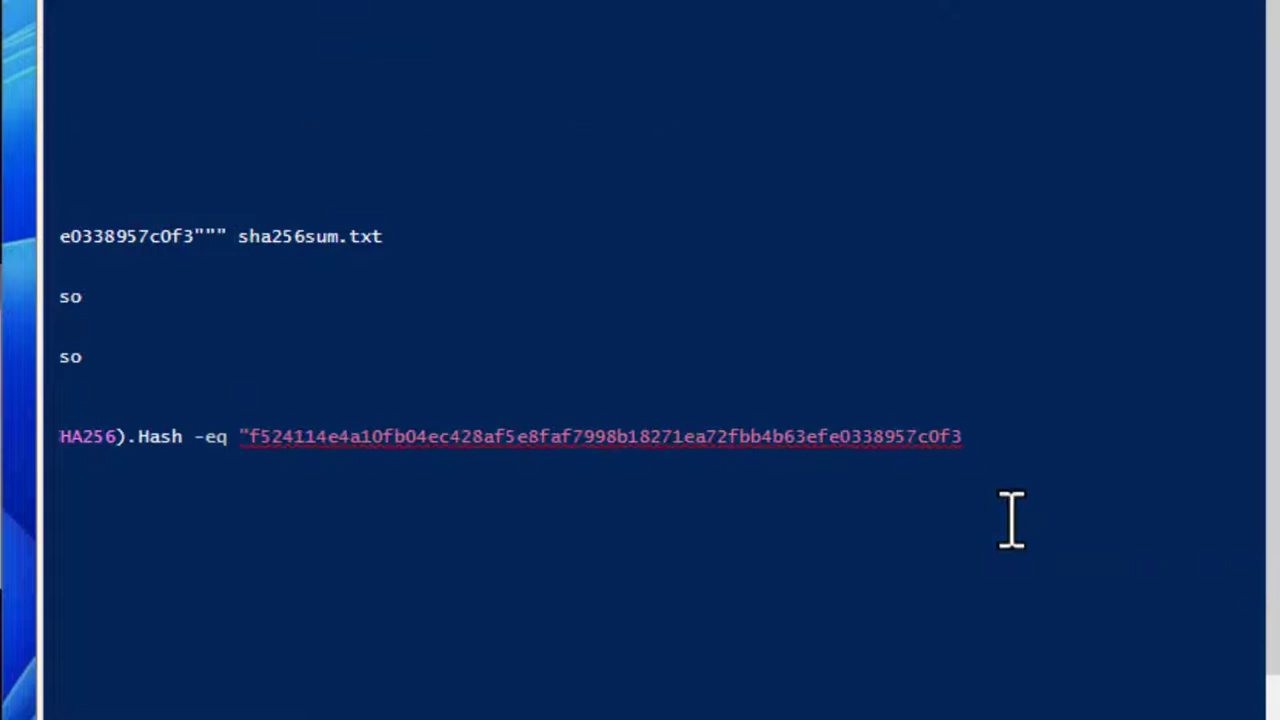 e0338957c0f3""" sha256sum.txt
so
so
HA256).Hash -eq "f524114e4a10fb04ec428af5e8faf7998b18271ea72fbb4b63efe0338957c0f3